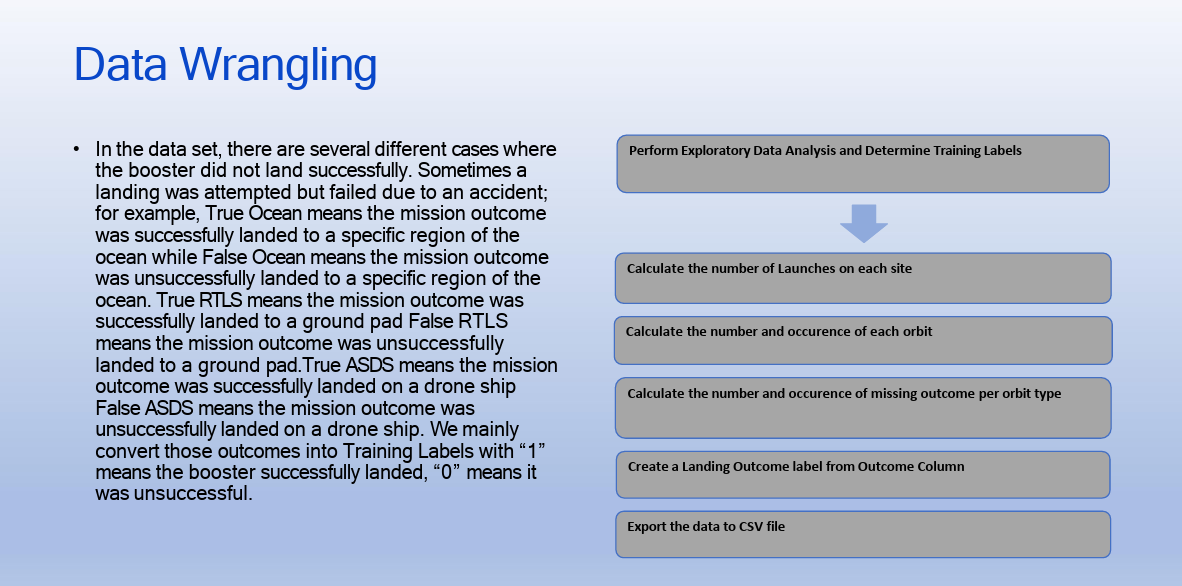 Data Wrangling
• In the data set, there are several different cases where
the booster did not land successfully. Sometimes a
landing was attempted but failed due to an accident;
for example, True Ocean means the mission outcome
was successfully landed to a specific region of the
ocean while False Ocean means the mission outcome
was unsuccessfully landed to a specific region of the
ocean. True RTLS means the mission outcome was
successfully landed to a ground pad False RTLS
means the mission outcome was unsuccessfully
landed to a ground pad.True ASDS means the mission
outcome was successfully landed on a drone ship
False ASDS means the mission outcome was
unsuccessfully landed on a drone ship. We mainly
convert those outcomes into Training Labels with “1”
means the booster successfully landed, “0” means it
was unsuccessful.
Perform Exploratory Data Analysis and Determine Training Labels
Calculate the number of Launches on each site
Calculate the number and occurence of each orbit
Calculate the number and occurence of missing outcome per orbit type
Create a Landing Outcome label from Outcome Column
Export the data to CSV file